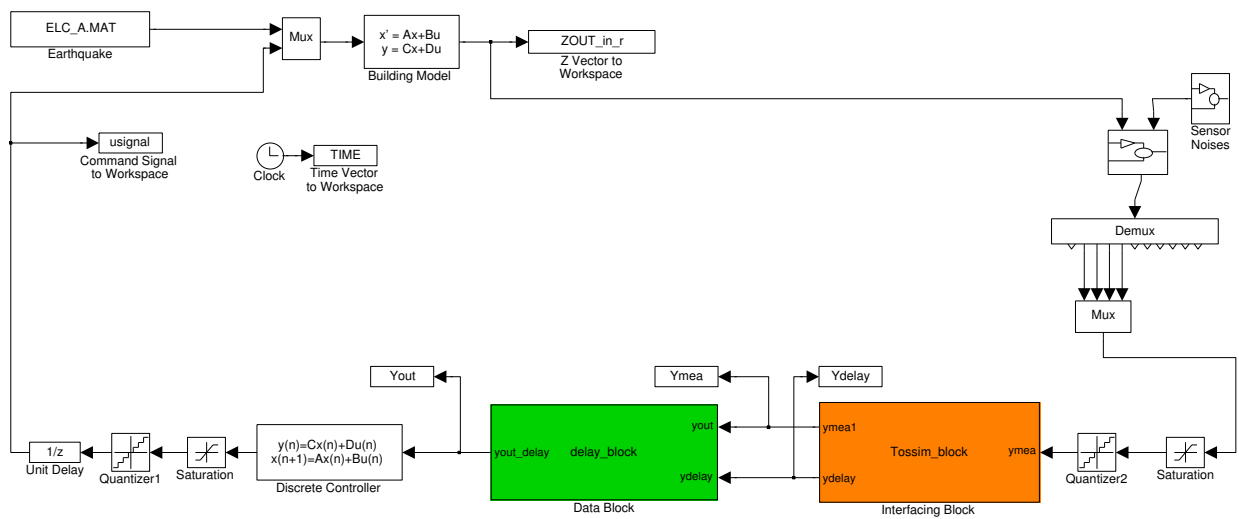 ELC_A.MAT
Earthquake
Mux
x' = Ax+Bu
y = Cx+Du
Building Model
ZOUT_in_r
Z Vector to
Workspace
Sensor
Noises
usignal
Command Signal
to Workspace
Clock
TIME
Time Vector
to Workspace
Demux
Mux
Yout
Ymea
Ydelay
1/z
Unit Delay
Quantizer1
Saturation
y(n)=Cx(n)+Du(n)
x(n+1)=Ax(n)+Bu(n)
Discrete Controller
yout_delay
delay_block
yout
ydelay
Data Block
ymea1
ydelay
Tossim_block
ymea
Interfacing Block
Quantizer2
Saturation